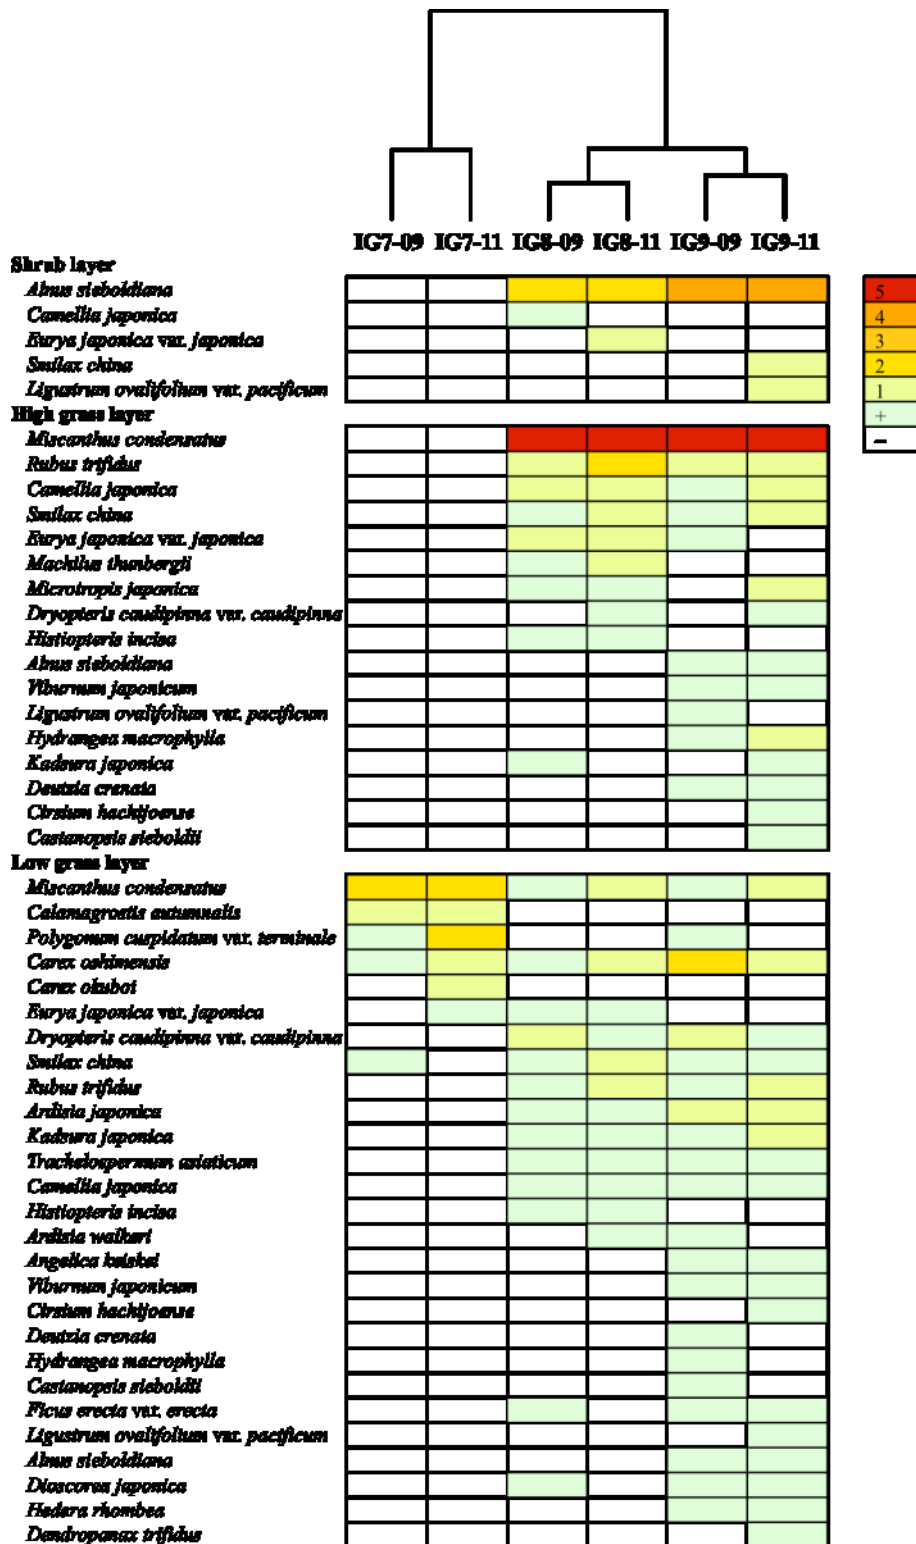 IG7-09 IG7-11 IG8-09 IG8-11 IG9-09 IG9-11
Shrub layer
Alnus sieboldiana
Camellia japonica
Eurya japonica var. japonica
Smilax china
Ligustrum ovalifolium var. pacificum
5
4
3
2
1
+
–
High grass layer
Miscanthus condensatus
Rubus trifidus
Camellia japonica
Smilax china
Eurya japonica var. japonica
Machilus thunbergii
Microtropis japonica
Dryopteris caudipinna var. caudipinna
Histiopteris incisa
Alnus sieboldiana
Viburnum japonicum
Ligustrum ovalifolium var. pacificum
Hydrangea macrophylla
Kadsura japonica
Deutzia crenata
Cirsium hachijoense
Castanopsis sieboldii
Low grass layer
Miscanthus condensatus
Calamagrostis autumnalis
Polygonum cuspidatum var. terminale
Carex oshimensis
Carex okuboi
Eurya japonica var. japonica
Dryopteris caudipinna var. caudipinna
Smilax china
Rubus trifidus
Ardisia japonica
Kadsura japonica
Trachelospermum asiaticum
Camellia japonica
Histiopteris incisa
Ardisia walkeri
Angelica keiskei
Viburnum japonicum
Cirsium hachijoense
Deutzia crenata
Hydrangea macrophylla
Castanopsis sieboldii
Ficus erecta var. erecta
Ligustrum ovalifolium var. pacificum
Alnus sieboldiana
Dioscorea japonica
Hedera rhombea
Dendropanax trifidus